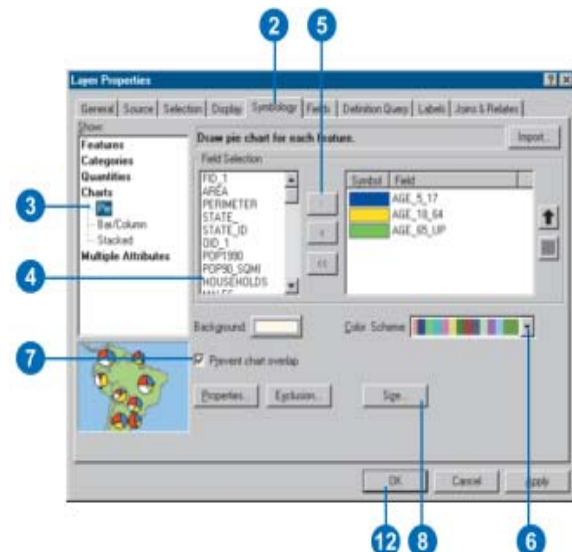 2 5
Layer Properties
General Source Selection Display Symbology Fields Definition Query Labels Joins & Relates
Show:
Features
Categories
Quantities
Charts
Pie
Bar/Column
Stacked
Multiple Attributes
Draw pie chart for each feature.
Import...
Field Selection
FID_1
AREA
PERIMETER
STATE_
STATE_ID
OID_1
POP1990
POP90_SQMI
HOUSEHOLDS
MALES
>
<
<<
Symbol Field
AGE_5_17
AGE_18_64
AGE_65_UP
3
4
Background:
Color Scheme:
7
Prevent chart overlap
Properties... Exclusion... Size...
OK Cancel Apply
12 8 6